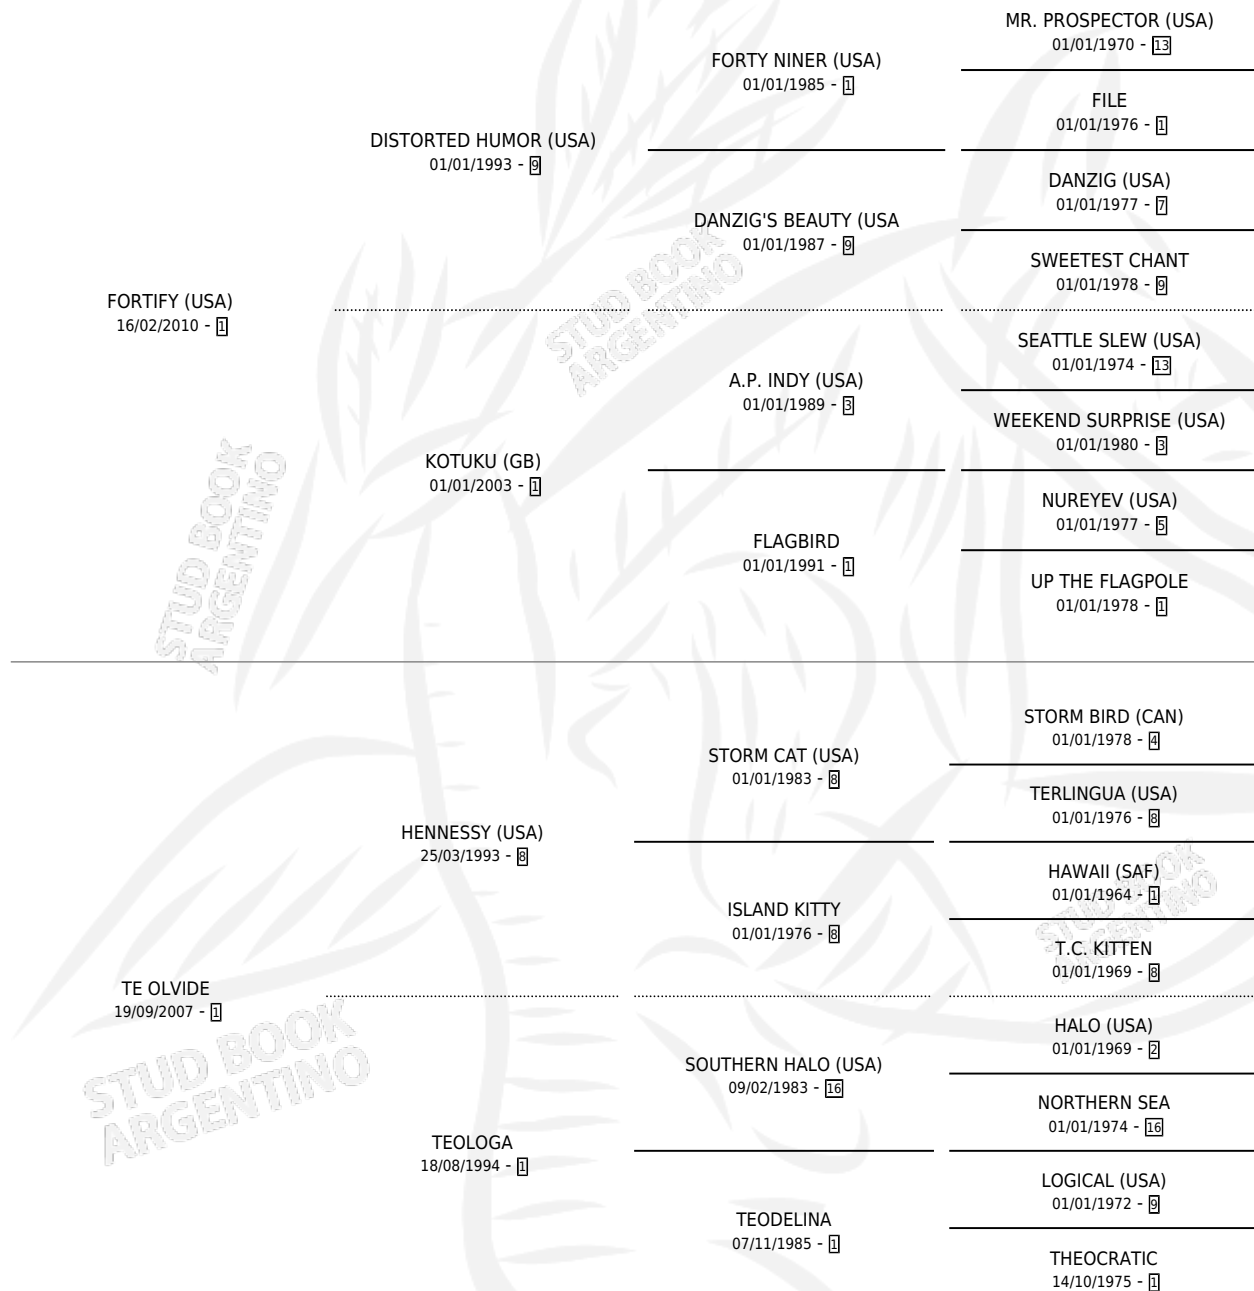 MR. PROSPECTOR (USA)
01/01/1970 - 13
FORTY NINER (USA)
01/01/1985 - 1
FILE
01/01/1976 - 1
DISTORTED HUMOR (USA)
01/01/1993 - 9
DANZIG (USA)
01/01/1977 - 7
DANZIG'S BEAUTY (USA
01/01/1987 - 9
SWEETEST CHANT
01/01/1978 - 9
FORTIFY (USA)
16/02/2010 - 1
SEATTLE SLEW (USA)
01/01/1974 - 13
A.P. INDY (USA)
01/01/1989 - 3
WEEKEND SURPRISE (USA)
01/01/1980 - 3
KOTUKU (GB)
01/01/2003 - 1
NUREYEV (USA)
01/01/1977 - 5
FLAGBIRD
01/01/1991 - 1
UP THE FLAGPOLE
01/01/1978 - 1
STORM BIRD (CAN)
01/01/1978 - 4
STORM CAT (USA)
01/01/1983 - 8
TERLINGUA (USA)
01/01/1976 - 8
HENNESSY (USA)
25/03/1993 - 8
HAWAII (SAF)
01/01/1964 - 1
ISLAND KITTY
01/01/1976 - 8
T.C. KITTEN
01/01/1969 - 8
TE OLVIDE
19/09/2007 - 1
HALO (USA)
01/01/1969 - 2
SOUTHERN HALO (USA)
09/02/1983 - 16
NORTHERN SEA
01/01/1974 - 16
TEOLOGA
18/08/1994 - 1
LOGICAL (USA)
01/01/1972 - 9
TEODELINA
07/11/1985 - 1
THEOCRATIC
14/10/1975 - 1
STUD BOOK
ARGENTINO
STUD BOOK
ARGENTINO
STUD BOOK
ARGENTINO
STUD BOOK
ARGENTINO